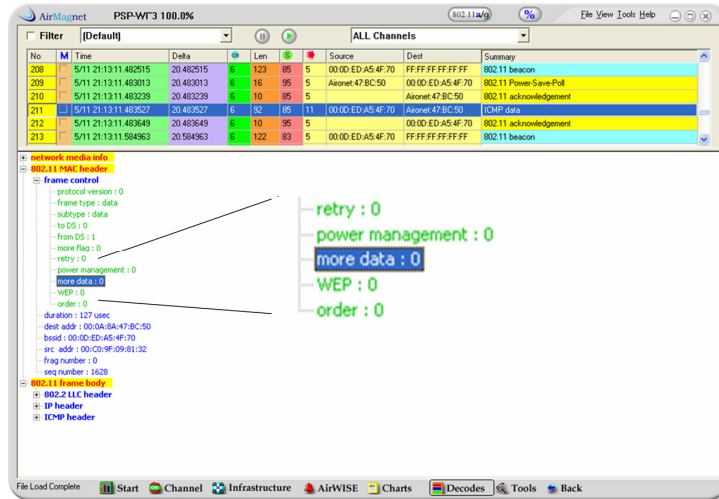 AirMagnet PSP-WГЗ 100.0% 802.11a/g % File View Tools Help
Filter (Default) ALL Channels
No M Time Delta Len S Source Dest Summary
208 5/11 21:13:11.482515 20.482515 6 123 85 5 00:0D:ED:A5:4F:70 FF:FF:FF:FF:FF:FF 802.11 beacon
209 5/11 21:13:11.483013 20.483013 6 16 95 5 Aironet:47:BC:50 00:0D:ED:A5:4F:70 802.11 Power-Save-Poll
210 5/11 21:13:11.483239 20.483239 6 10 85 5 Aironet:47:BC:50 802.11 acknowledgement
211 5/11 21:13:11.483527 20.483527 6 92 85 11 00:0D:ED:A5:4F:70 Aironet:47:BC:50 ICMP data
212 5/11 21:13:11.483649 20.483649 6 10 95 5 00:0D:ED:A5:4F:70 802.11 acknowledgement
213 5/11 21:13:11.584963 20.584963 6 122 83 5 00:0D:ED:A5:4F:70 FF:FF:FF:FF:FF:FF 802.11 beacon
network media info
802.11 MAC header
frame control
protocol version : 0
frame type : data
subtype : data
to DS : 0
from DS : 1
more flag : 0
retry : 0
power management : 0
more data : 0
WEP : 0
order : 0
duration : 127 usec
dest addr : 00:0A:8A:47:BC:50
bssid : 00:0D:ED:A5:4F:70
src addr : 00:C0:9F:09:81:32
frag number : 0
seq number : 1628
802.11 frame body
802.2 LLC header
IP header
ICMP header
retry : 0
power management : 0
more data : 0
WEP : 0
order : 0
File Load Complete Start Channel Infrastructure AirWISE Charts Decodes Tools Back